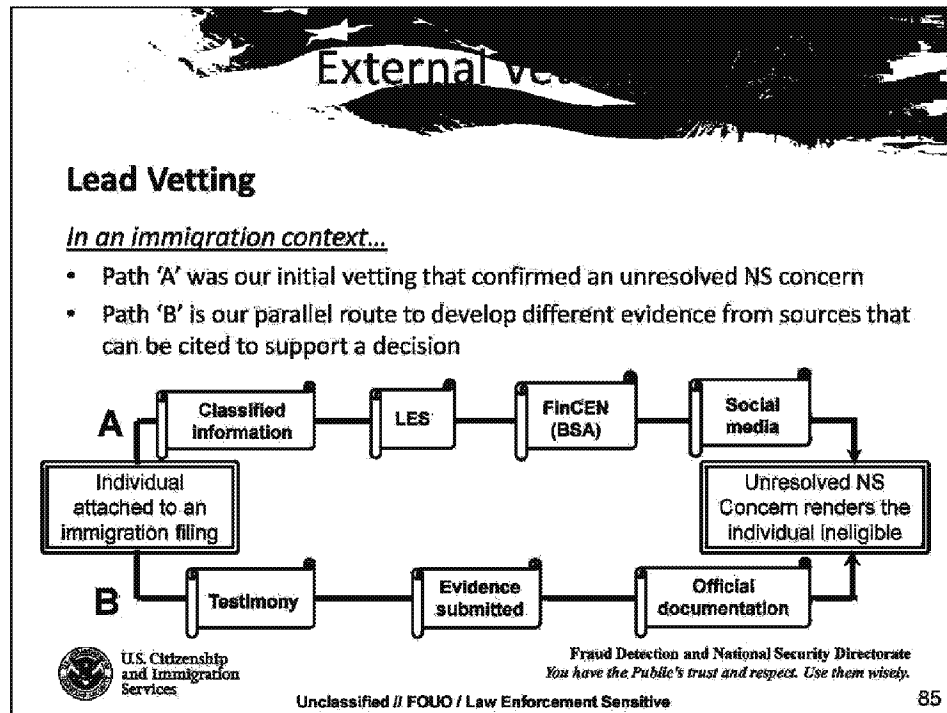 External
Lead Vetting
In an immigration context...
• Path 'A' was our initial vetting that confirmed an unresolved NS concern
• Path 'B' is our parallel route to develop different evidence from sources that
can be cited to support a decision
A
Classified
information
LES
FinCEN
(BSA)
Social
media
Individual
attached to an
immigration filing
Unresolved NS
Concern renders the
individual ineligible
B
Testimony
Evidence
submitted
Official
documentation
U.S. Citizenship
and Immigration
Services
Fraud Detection and National Security Directorate
You have the Public's trust and respect. Use them wisely.
Unclassified // FOUO / Law Enforcement Sensitive
85